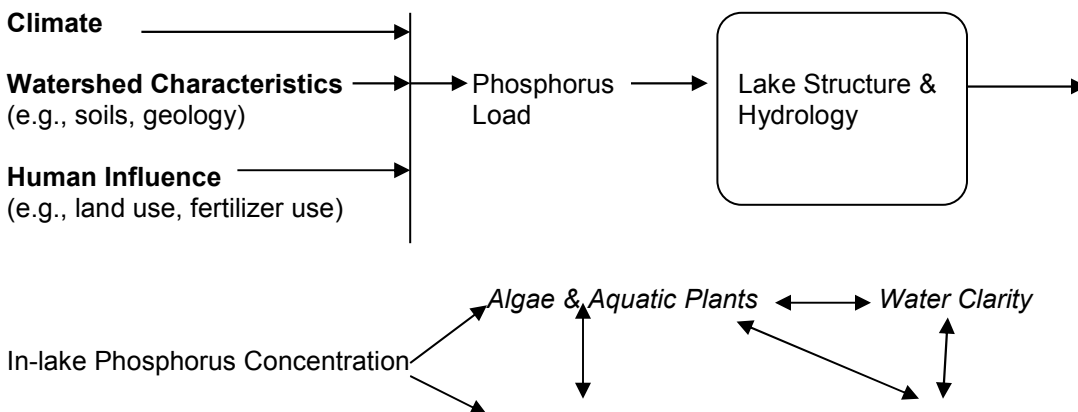 Climate
Watershed Characteristics
(e.g., soils, geology)
Human Influence
(e.g., land use, fertilizer use)
Phosphorus
Load
Lake Structure &
Hydrology
Algae & Aquatic Plants
Water Clarity
In-lake Phosphorus Concentration